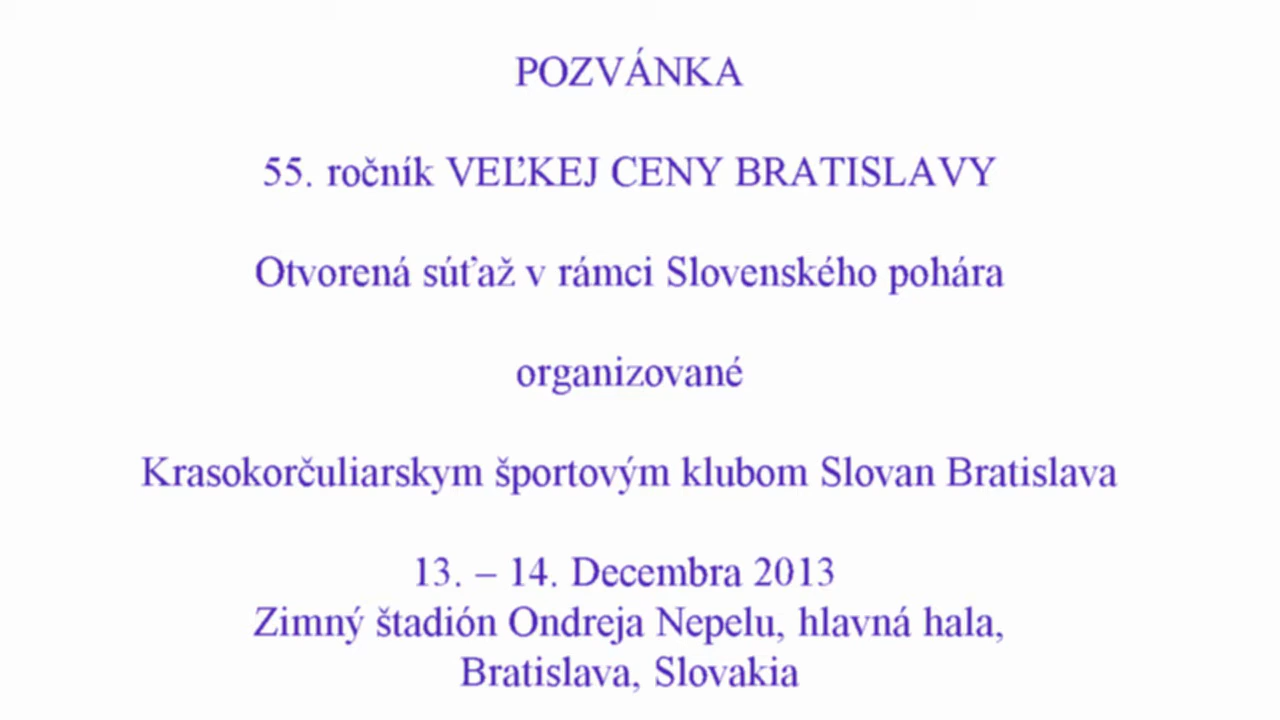 POZVÁNKA
55. ročník VEĽKEJ CENY BRATISLAVY
Otvorená súťaž v rámci Slovenského pohára
organizované
Krasokorčuliarskym športovým klubom Slovan Bratislava
13. – 14. Decembra 2013
Zimný štadión Ondreja Nepelu, hlavná hala,
Bratislava, Slovakia